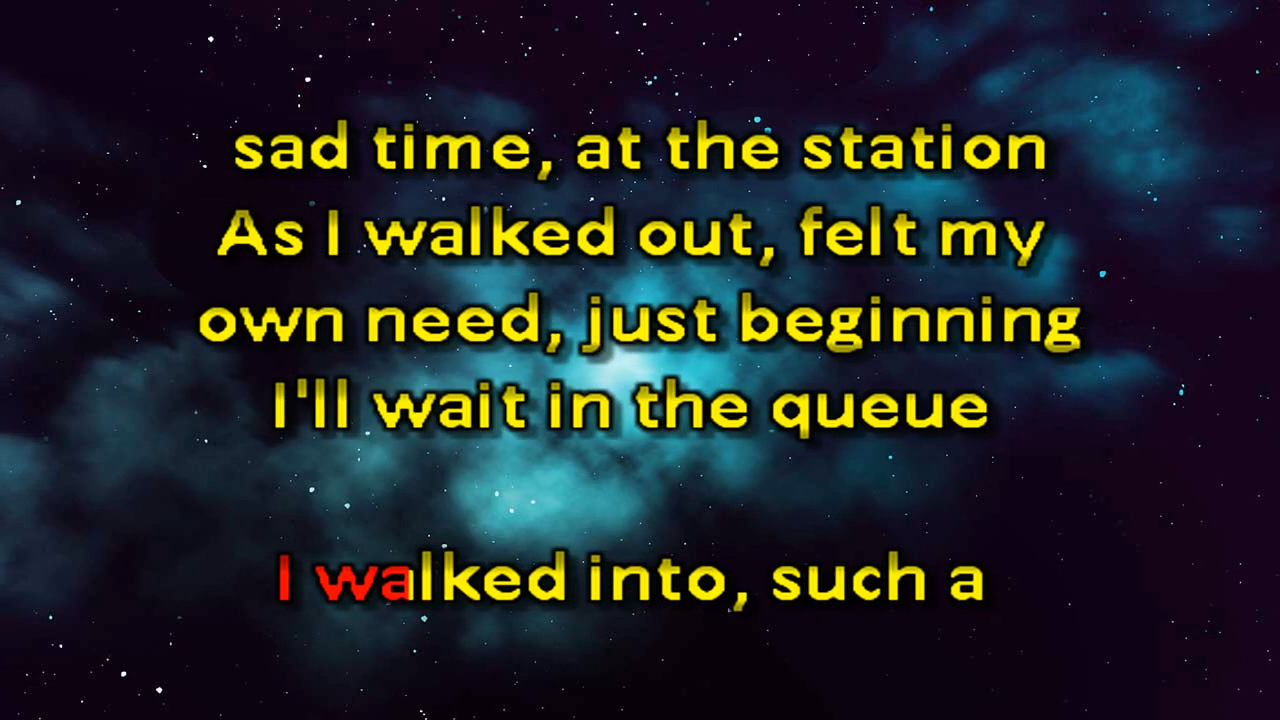 sad time, at the station
As I walked out, felt my
own need, just beginning
I'll wait in the queue
I walked into, such a